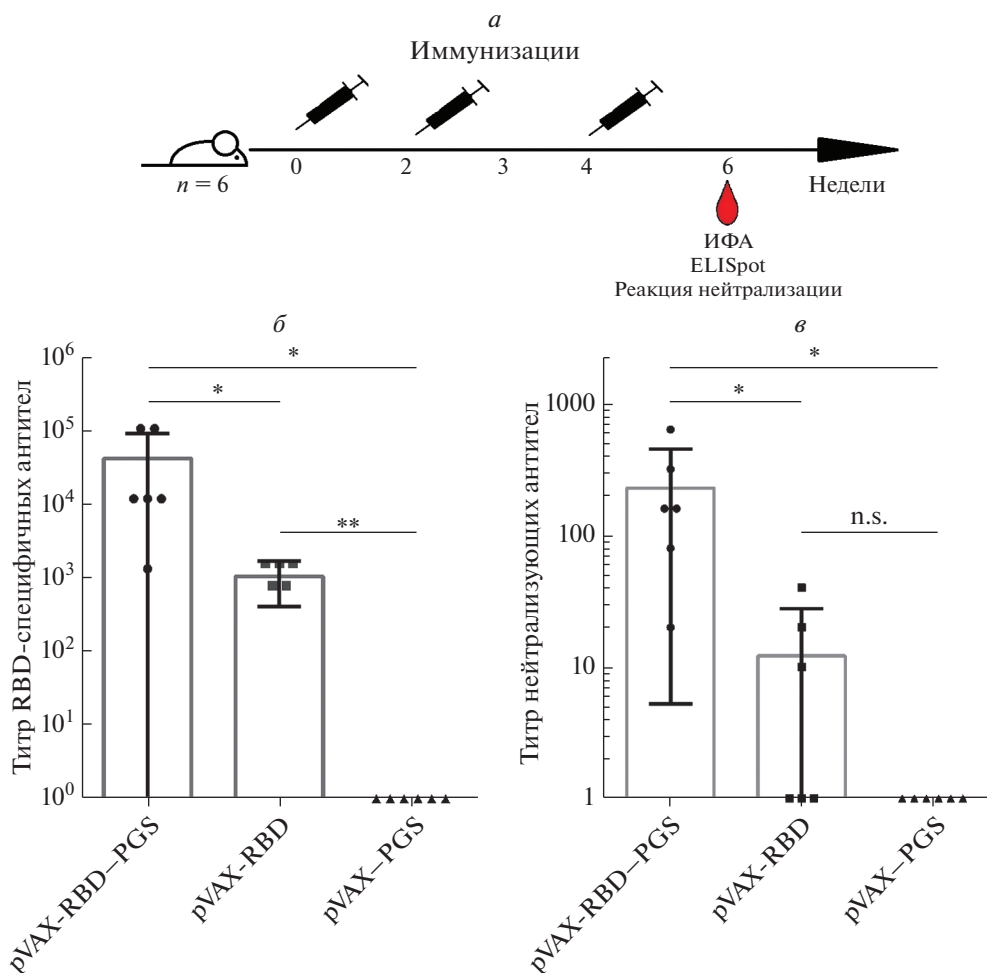 а
Иммунизации
n = 6
0 2 3 4 6
Недели
ИФА
ELISpot
Реакция нейтрализации
б
Титр RBD-специфичных антител
10⁶
10⁵
10⁴
10³
10²
10¹
10⁰
*
*
**
pVAX-RBD–PGS
pVAX-RBD
pVAX–PGS
в
Титр нейтрализующих антител
1000
100
10
1
*
*
n.s.
pVAX-RBD–PGS
pVAX-RBD
pVAX–PGS